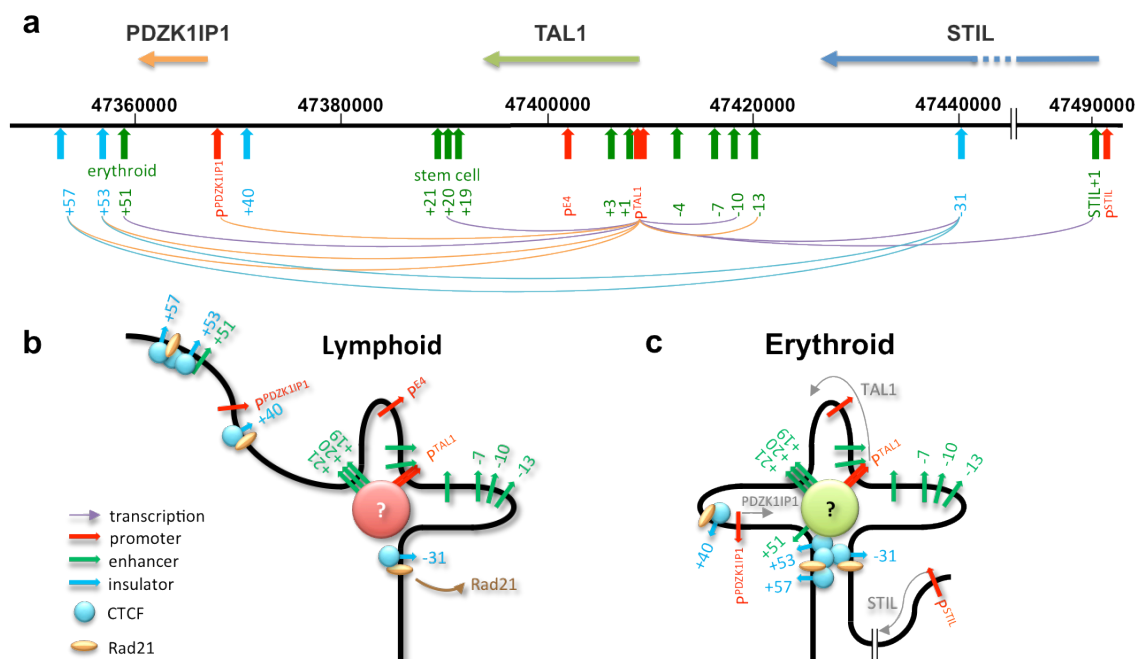 a
PDZK1IP1 TAL1 STIL
47360000 47380000 47400000 47420000 47440000 47490000
erythroid
stem cell
+57
+53
+51
pPDZK1IP1
+40
+21
+20
+19
pE4
+3
+1
pTAL1
-4
-7
-10
-13
-31
STIL+1
pSTIL
b
Lymphoid
+57
+53
+51
pPDZK1IP1
+40
+21
+20
+19
pE4
pTAL1
-7
-10
-13
?
-31
Rad21
transcription
promoter
enhancer
insulator
CTCF
Rad21
c
Erythroid
TAL1
+21
+20
+19
pTAL1
-7
-10
-13
PDZK1IP1
?
+40
pPDZK1IP1
+51
+53
+57
-31
STIL
pSTIL